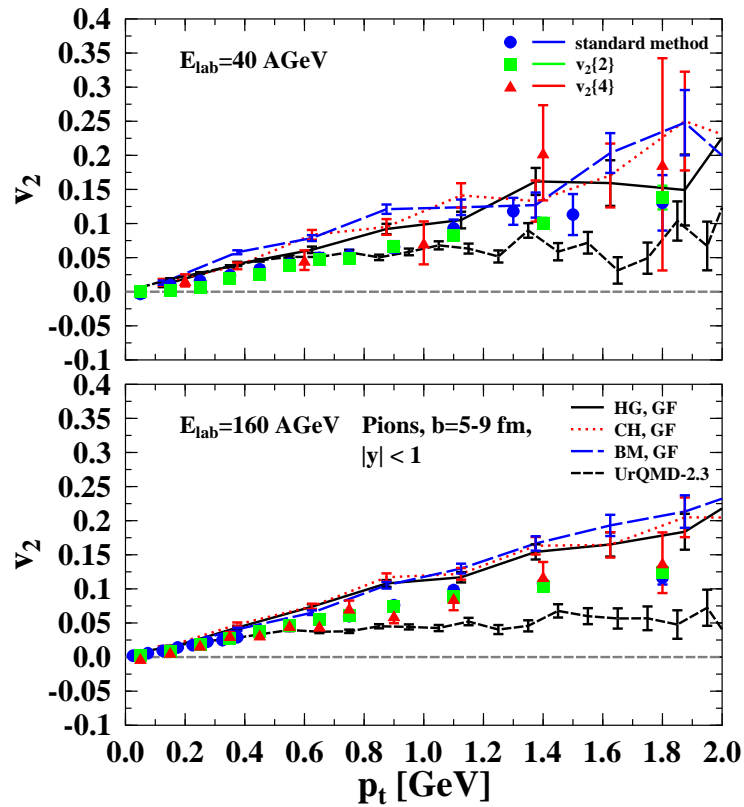 0.4
0.35
0.3
0.25
0.2
0.15
0.1
0.05
0.0
-0.05
-0.1
v2
Elab=40 AGeV
standard method
v2{2}
v2{4}
0.4
0.35
0.3
0.25
0.2
0.15
0.1
0.05
0.0
-0.05
-0.1
v2
Elab=160 AGeV Pions, b=5-9 fm,
|y| < 1
HG, GF
CH, GF
BM, GF
UrQMD-2.3
0.0 0.2 0.4 0.6 0.8 1.0 1.2 1.4 1.6 1.8 2.0
pt [GeV]